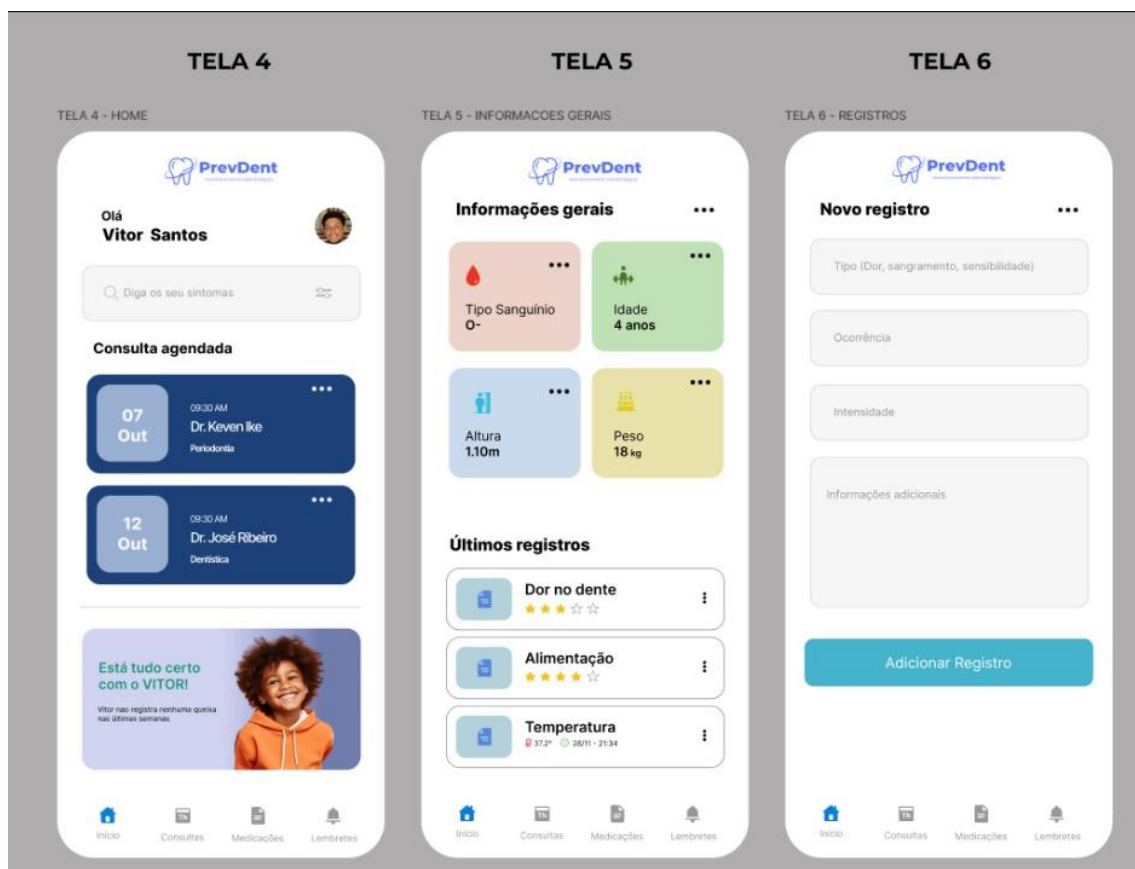 TELA 4
TELA 4 - HOME
PrevDent
Olá
Vitor Santos
Diga os seu sintomas
Consulta agendada
07
Out
09:30 AM
Dr. Keven Ike
Periodontia
12
Out
09:30 AM
Dr. José Ribeiro
Dentística
Está tudo certo
com o VITOR!
Vitor nao registra nenhuma queixa
nas últimas semanas
Início
Consultas
Medicações
Lembretes
TELA 5
TELA 5 - INFORMACOES GERAIS
PrevDent
Informações gerais
Tipo Sanguínio
O-
Idade
4 anos
Altura
1.10m
Peso
18 kg
Últimos registros
Dor no dente
Alimentação
Temperatura
37.2° 28/11 - 21:34
Início
Consultas
Medicações
Lembretes
TELA 6
TELA 6 - REGISTROS
PrevDent
Novo registro
Tipo (Dor, sangramento, sensibilidade)
Ocorrência
Intensidade
Informações adicionais
Adicionar Registro
Início
Consultas
Medicações
Lembretes